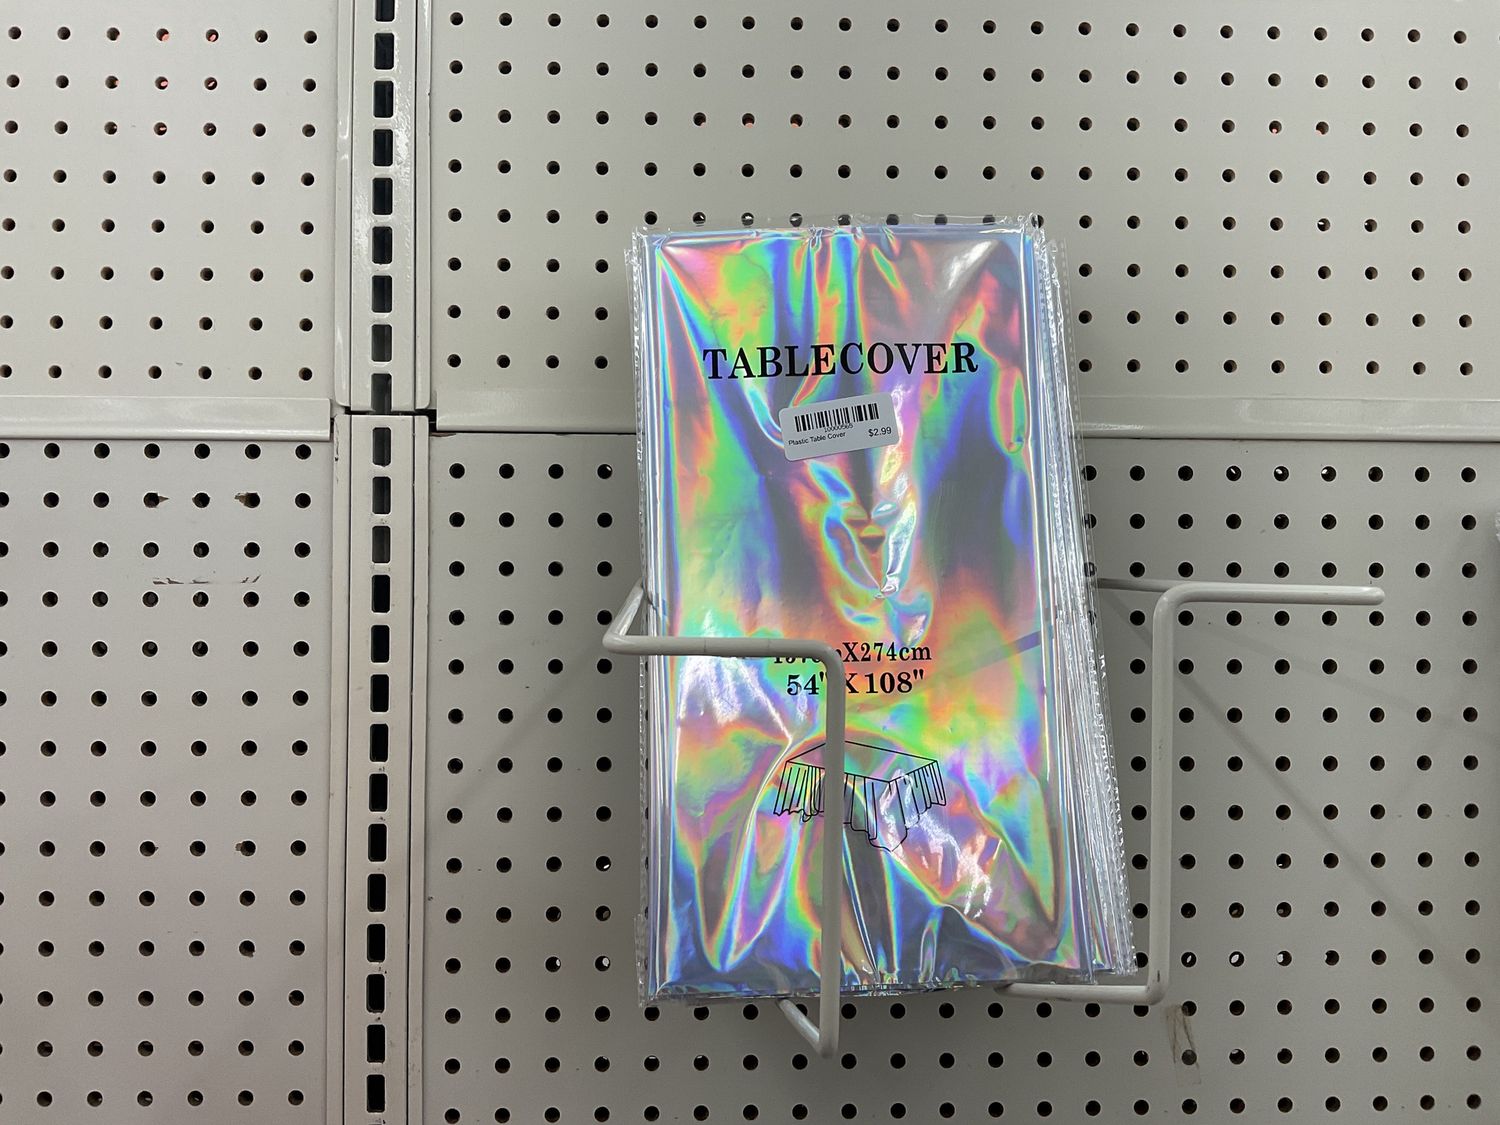 TABLECOVER
Plastic Table Cover $2.99
X274cm
54" X 108"